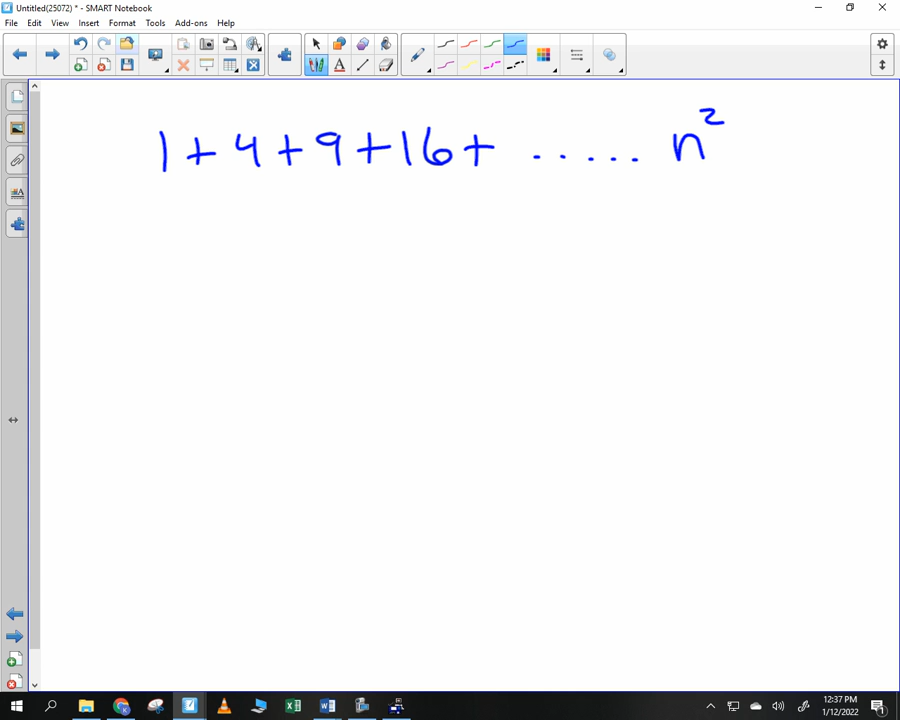 Untitled(25072) * - SMART Notebook
File Edit View Insert Format Tools Add-ons Help
1 + 4 + 9 + 16 + ..... n²
12:37 PM
1/12/2022